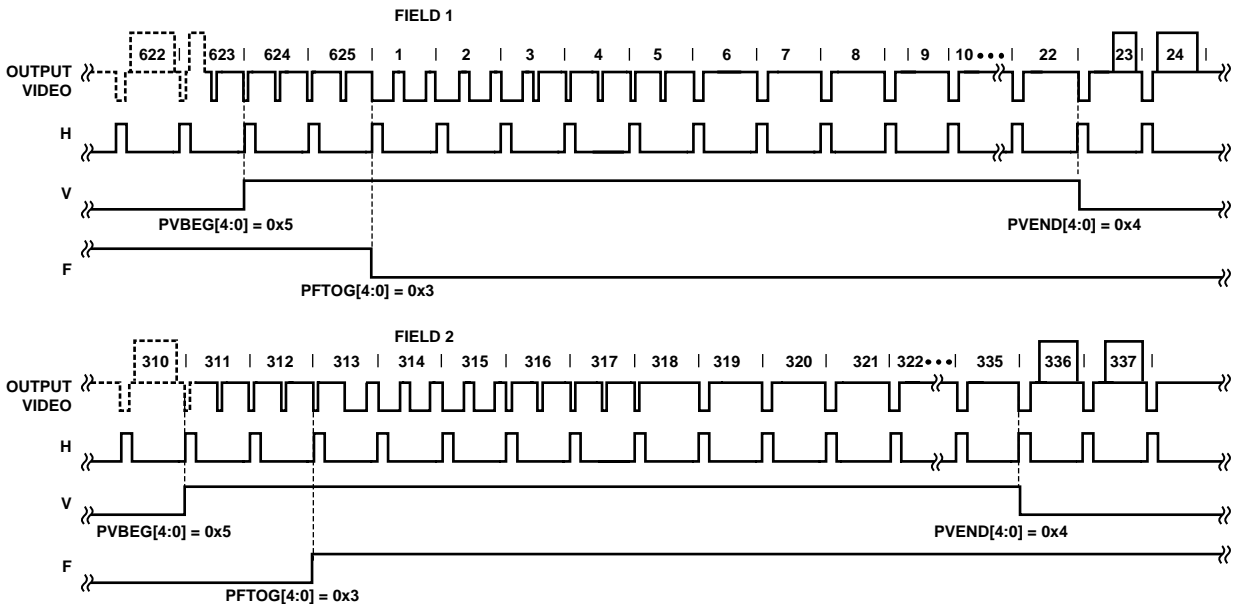 FIELD 1
622 623 624 625 1 2 3 4 5 6 7 8 9 10 ••• 22 23 24
OUTPUT
VIDEO
H
V
PVBEG[4:0] = 0x5 PVEND[4:0] = 0x4
F
PFTOG[4:0] = 0x3
FIELD 2
310 311 312 313 314 315 316 317 318 319 320 321 322 ••• 335 336 337
OUTPUT
VIDEO
H
V
PVBEG[4:0] = 0x5 PVEND[4:0] = 0x4
F
PFTOG[4:0] = 0x3